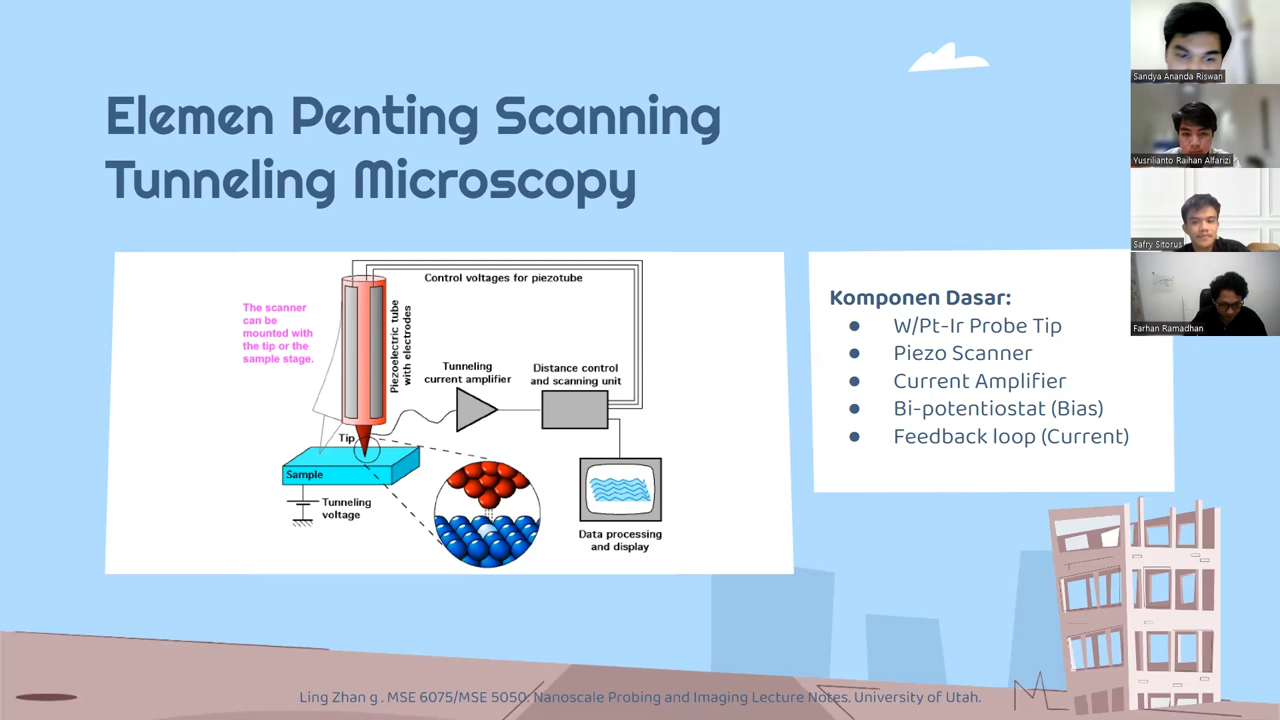 Elemen Penting Scanning
Tunneling Microscopy
Control voltages for piezotube
The scanner
can be
mounted with
the tip or the
sample stage.
Piezoelectric tube
with electrodes
Tunneling
current amplifier
Distance control
and scanning unit
Tip
Sample
Tunneling
voltage
Data processing
and display
Komponen Dasar:
● W/Pt-Ir Probe Tip
● Piezo Scanner
● Current Amplifier
● Bi-potentiostat (Bias)
● Feedback loop (Current)
Sandya Ananda Riswan
Yusrilianto Raihan Alfarizi
Safry Sitorus
Farhan Ramadhan
Ling Zhan g . MSE 6075/MSE 5050: Nanoscale Probing and Imaging Lecture Notes. University of Utah.